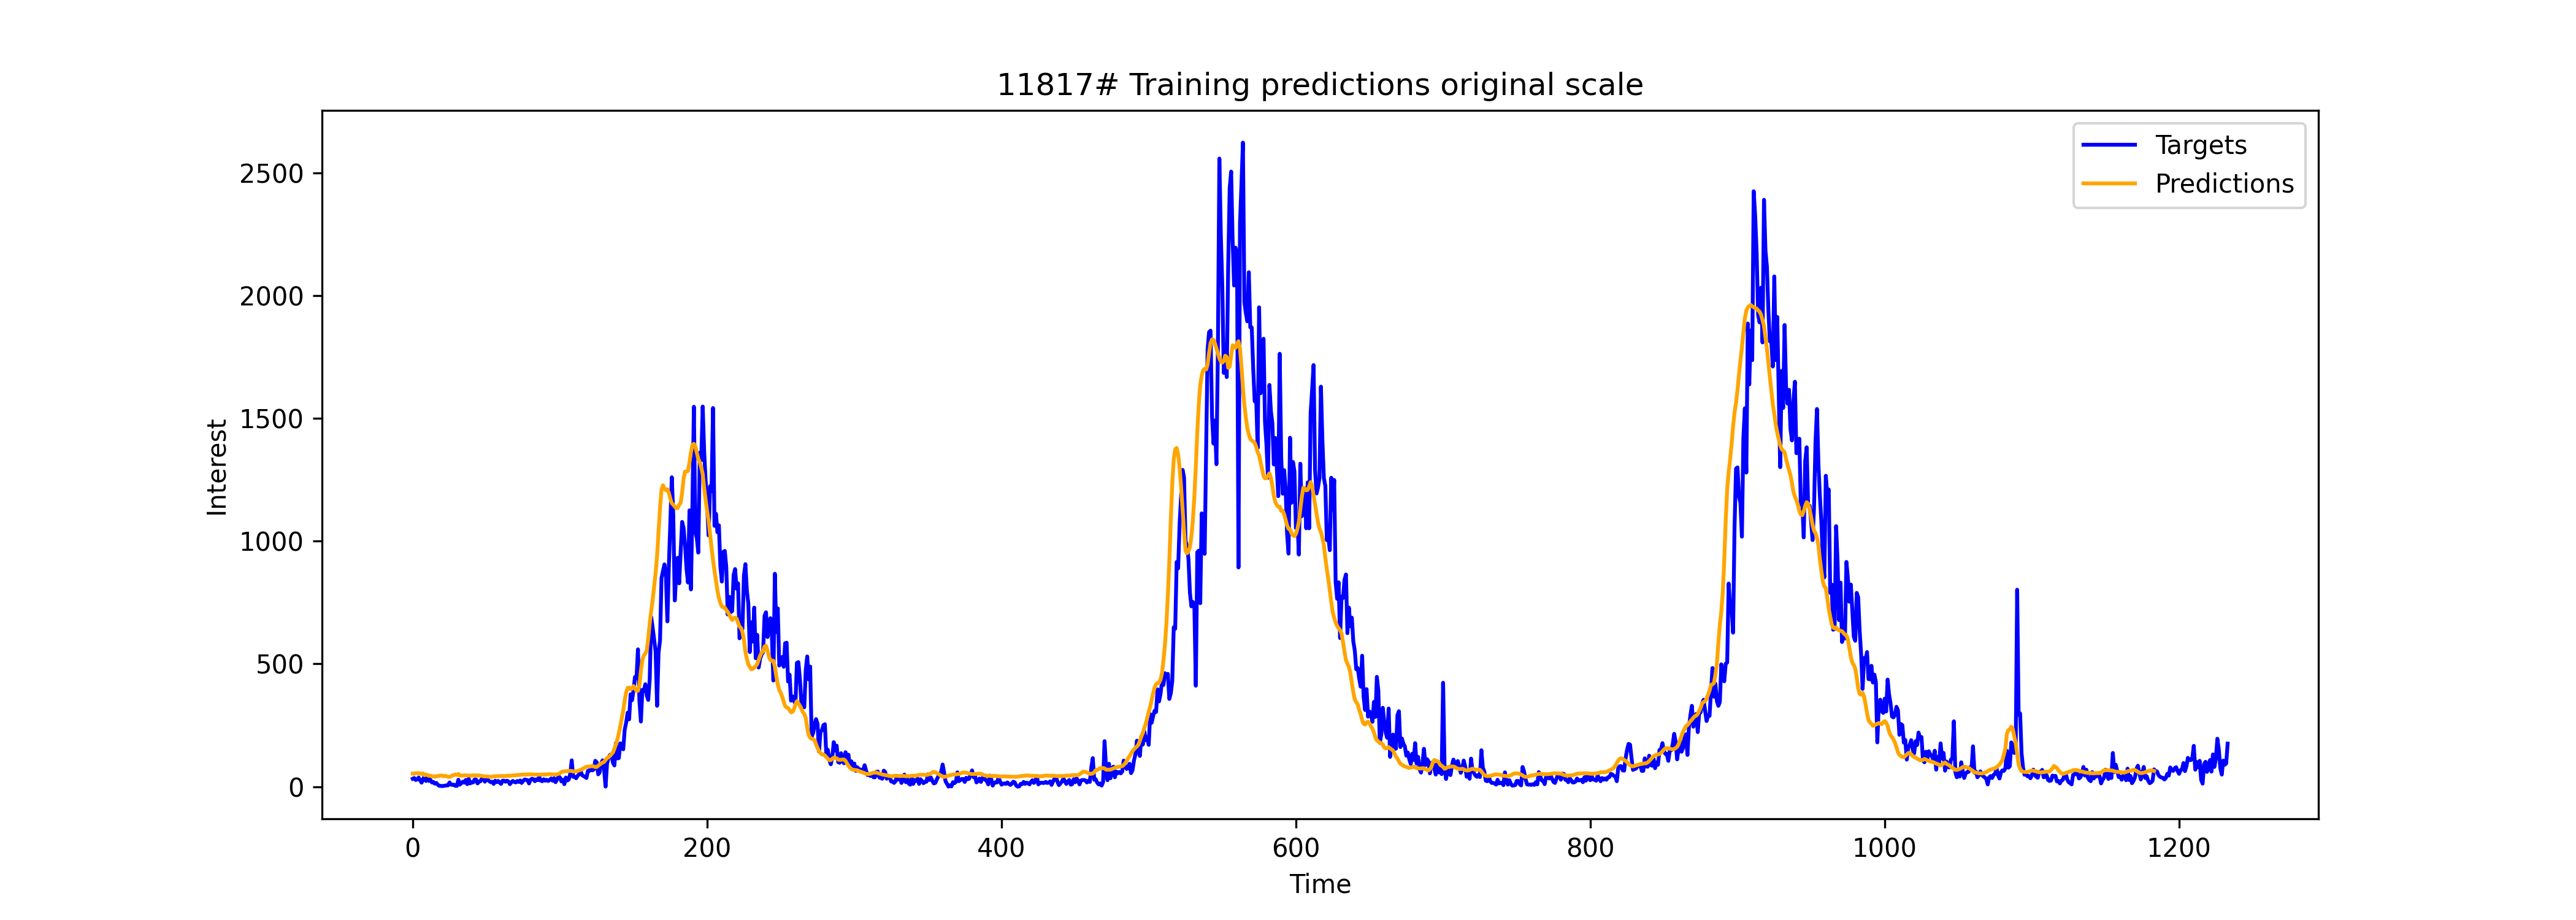 11817# Training predictions original scale
Targets
Predictions
2500
2000
1500
1000
500
0
Interest
0 200 400 600 800 1000 1200
Time